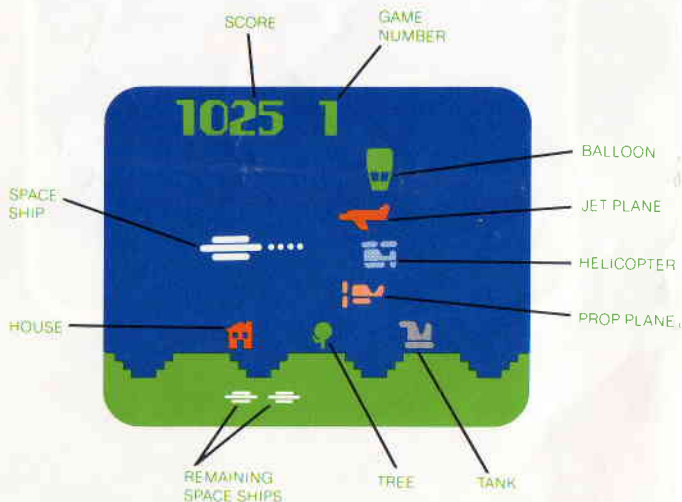 SCORE
GAME
NUMBER
1025 1
BALLOON
SPACE
SHIP
JET PLANE
HELICOPTER
PROP PLANE
HOUSE
REMAINING
SPACE SHIPS
TREE
TANK